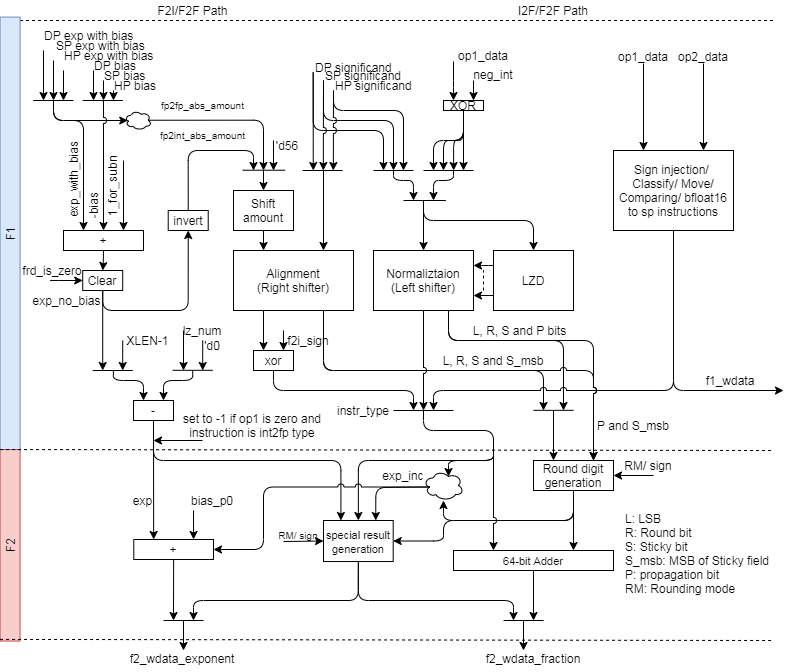 F2I/F2F Path
I2F/F2F Path
DP exp with bias
SP exp with bias
HP exp with bias
DP bias
SP bias
HP bias
DP significand
SP significand
HP significand
op1_data
neg_int
XOR
op1_data
op2_data
fp2fp_abs_amount
fp2int_abs_amount
'd56
exp_with_bias
-bias
1_for_subn
Shift
amount
invert
+
Sign injection/
Classify/ Move/
Comparing/ bfloat16
to sp instructions
F1
frd_is_zero
Clear
exp_no_bias
Alignment
(Right shifter)
Normaliztaion
(Left shifter)
LZD
XLEN-1
lz_num
'd0
f2i_sign
xor
L, R, S and P bits
L, R, S and S_msb
f1_wdata
-
instr_type
set to -1 if op1 is zero and
instruction is int2fp type
P and S_msb
F2
exp
bias_p0
exp_inc
Round digit
generation
RM/ sign
RM/ sign
special result
generation
+
64-bit Adder
L: LSB
R: Round bit
S: Sticky bit
S_msb: MSB of Sticky field
P: propagation bit
RM: Rounding mode
f2_wdata_exponent
f2_wdata_fraction